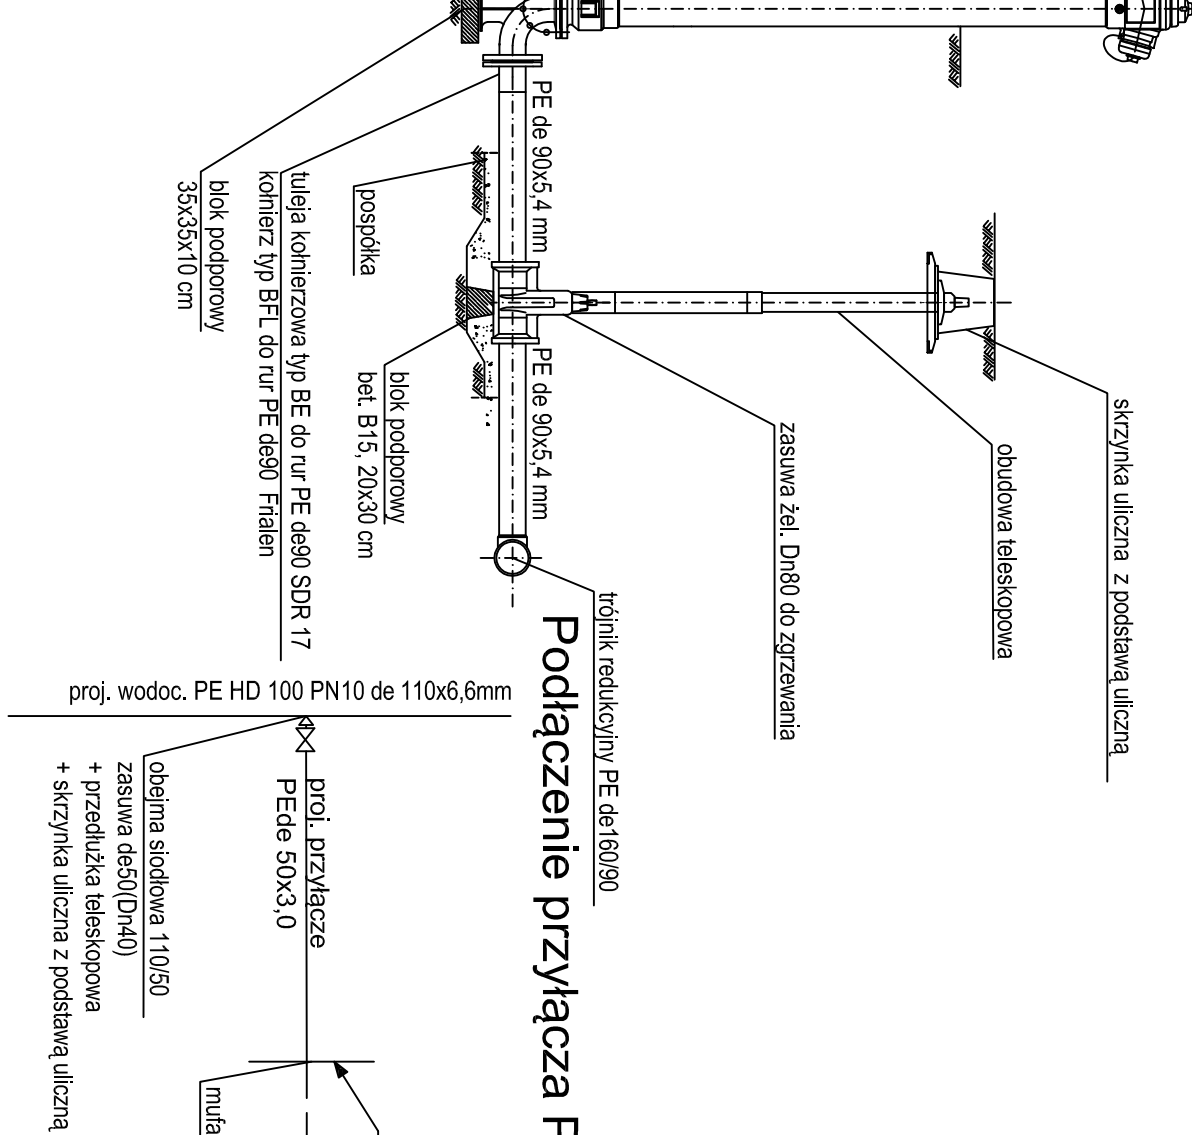 skrzynka uliczna z podstawą uliczną
obudowa teleskopowa
zasuwa żel. Dn80 do zgrzewania
trójnik redukcyjny PE de160/90
PE de 90x5,4 mm
PE de 90x5,4 mm
pospółka
blok podporowy
bet. B15, 20x30 cm
tuleja kołnierzowa typ BE do rur PE de90 SDR 17
kołnierz typ BFL do rur PE de90 Frialen
blok podporowy
35x35x10 cm
Podłączenie przyłącza P
proj. wodoc. PE HD 100 PN10 de 110x6,6mm
proj. przyłącze
PEde 50x3,0
obejma siodłowa 110/50
zasuwa de50(Dn40)
+ przedłużka teleskopowa
+ skrzynka uliczna z podstawą uliczną
mufa